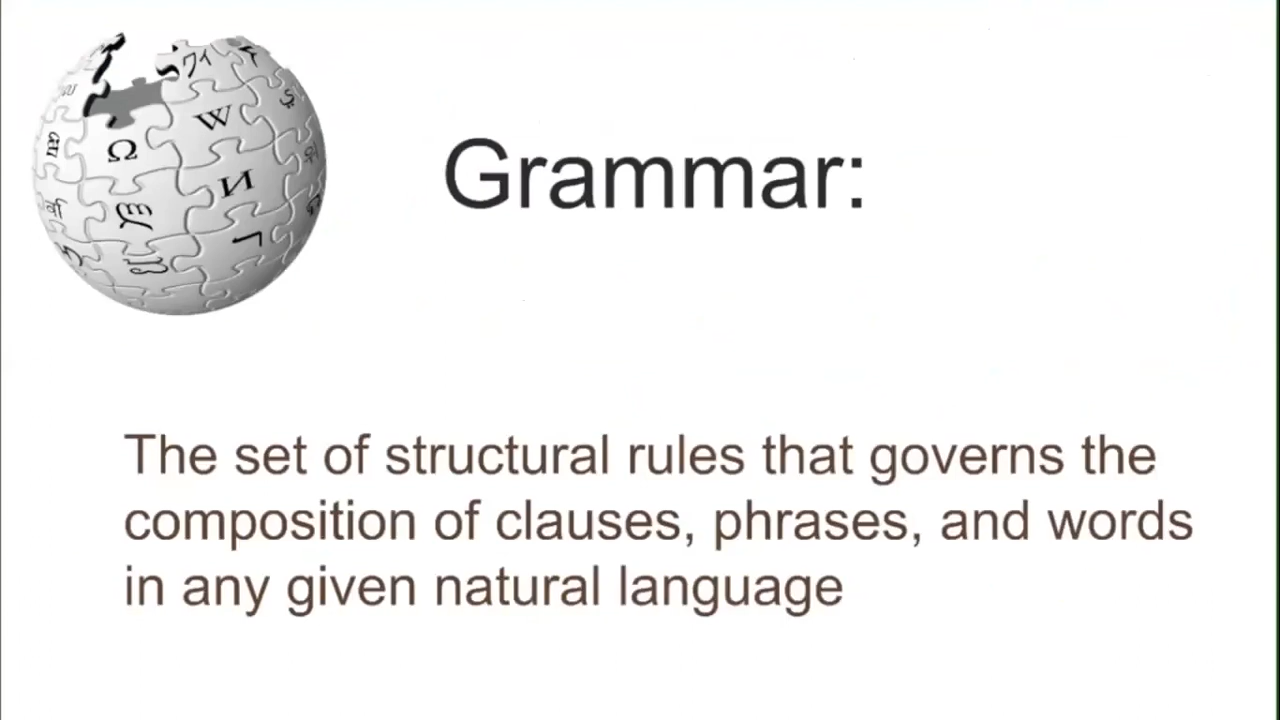 Grammar:
The set of structural rules that governs the
composition of clauses, phrases, and words
in any given natural language